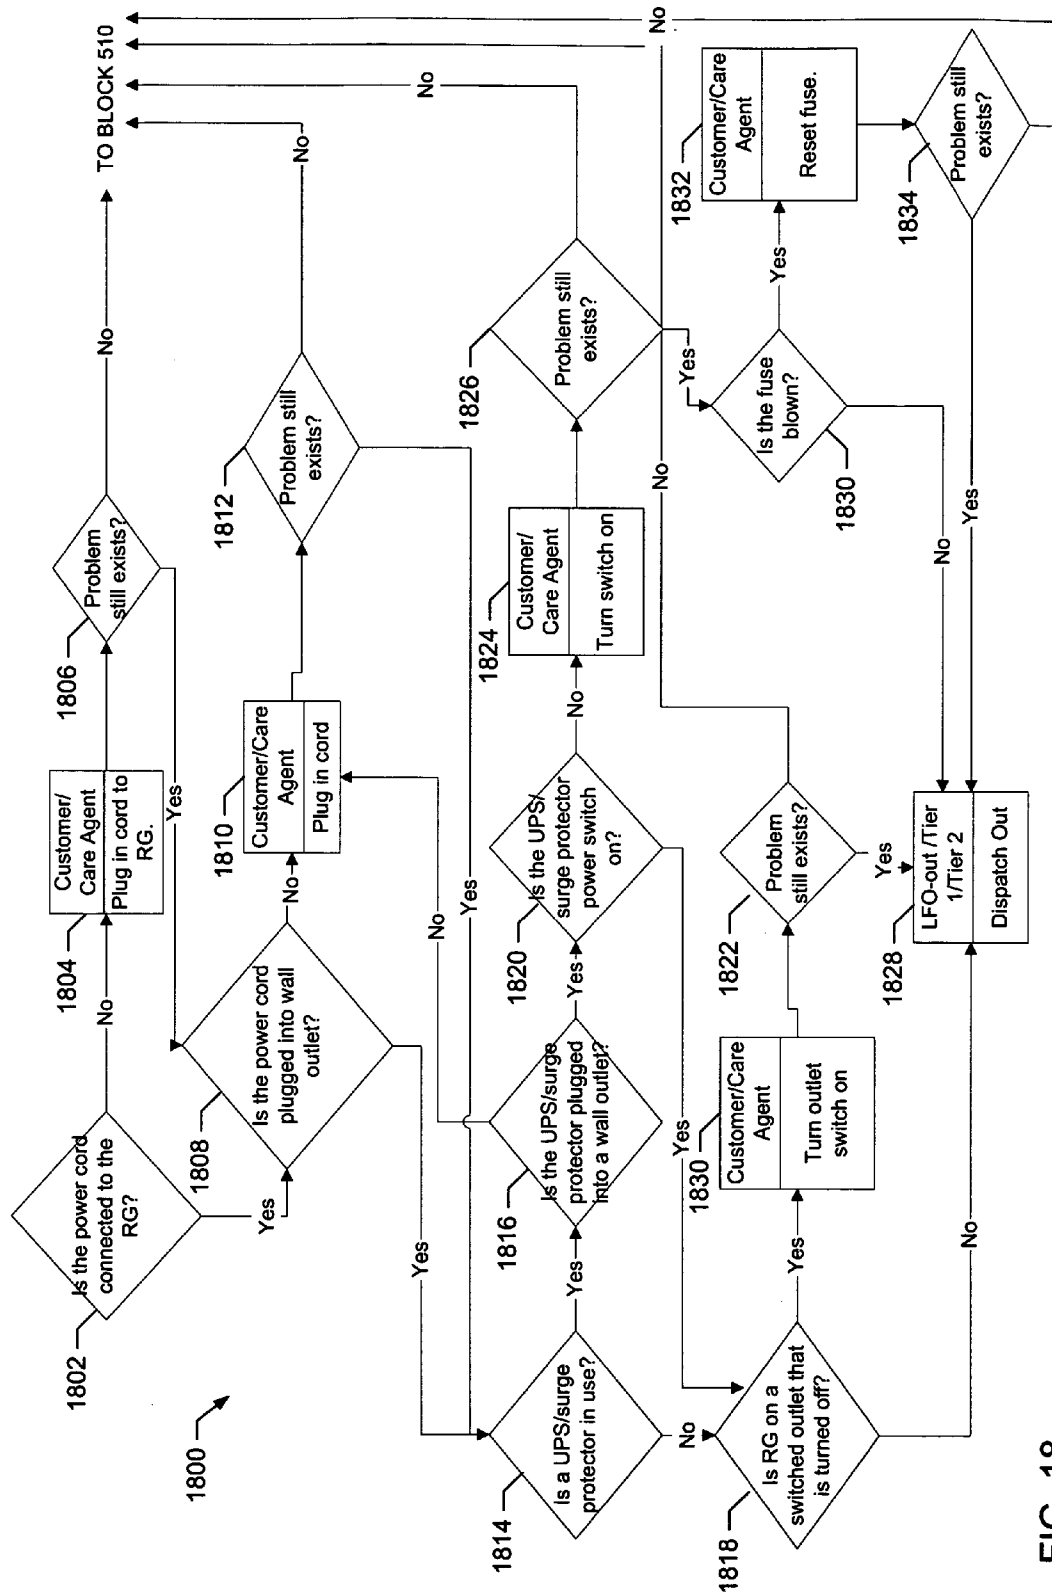 1800
1802
Is the power cord
connected to the
RG?
No
Yes
1804
Customer/
Care Agent
Plug in cord to
RG.
1806
Problem
still exists?
No
Yes
TO BLOCK 510
1808
Is the power cord
plugged into wall
outlet?
No
Yes
1810
Customer/Care
Agent
Plug in cord
1812
Problem still
exists?
No
Yes
1814
Is a UPS/surge
protector in use?
Yes
No
1816
Is the UPS/surge
protector plugged
into a wall outlet?
No
Yes
1820
Is the UPS/
surge protector
power switch
on?
No
Yes
1824
Customer/
Care Agent
Turn switch on
1826
Problem still
exists?
No
Yes
1818
Is RG on a
switched outlet that
is turned off?
Yes
No
1830
Customer/Care
Agent
Turn outlet
switch on
1822
Problem
still exists?
No
No
Yes
1830
Is the fuse
blown?
Yes
No
1832
Customer/Care
Agent
Reset fuse.
1834
Problem still
exists?
No
Yes
1828
LFO-out /Tier
1/Tier 2
Dispatch Out
FIG. 18